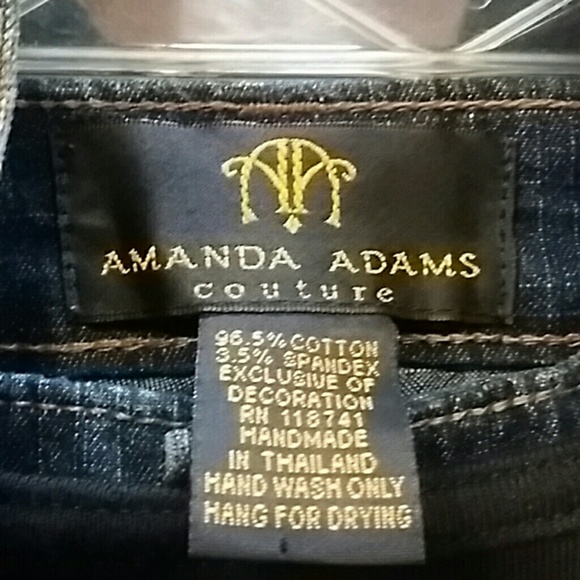 AMANDA ADAMS
couture
96.5% COTTON
3.5% SPANDEX
EXCLUSIVE OF
DECORATION
RN 118741
HANDMADE
IN THAILAND
HAND WASH ONLY
HANG FOR DRYING